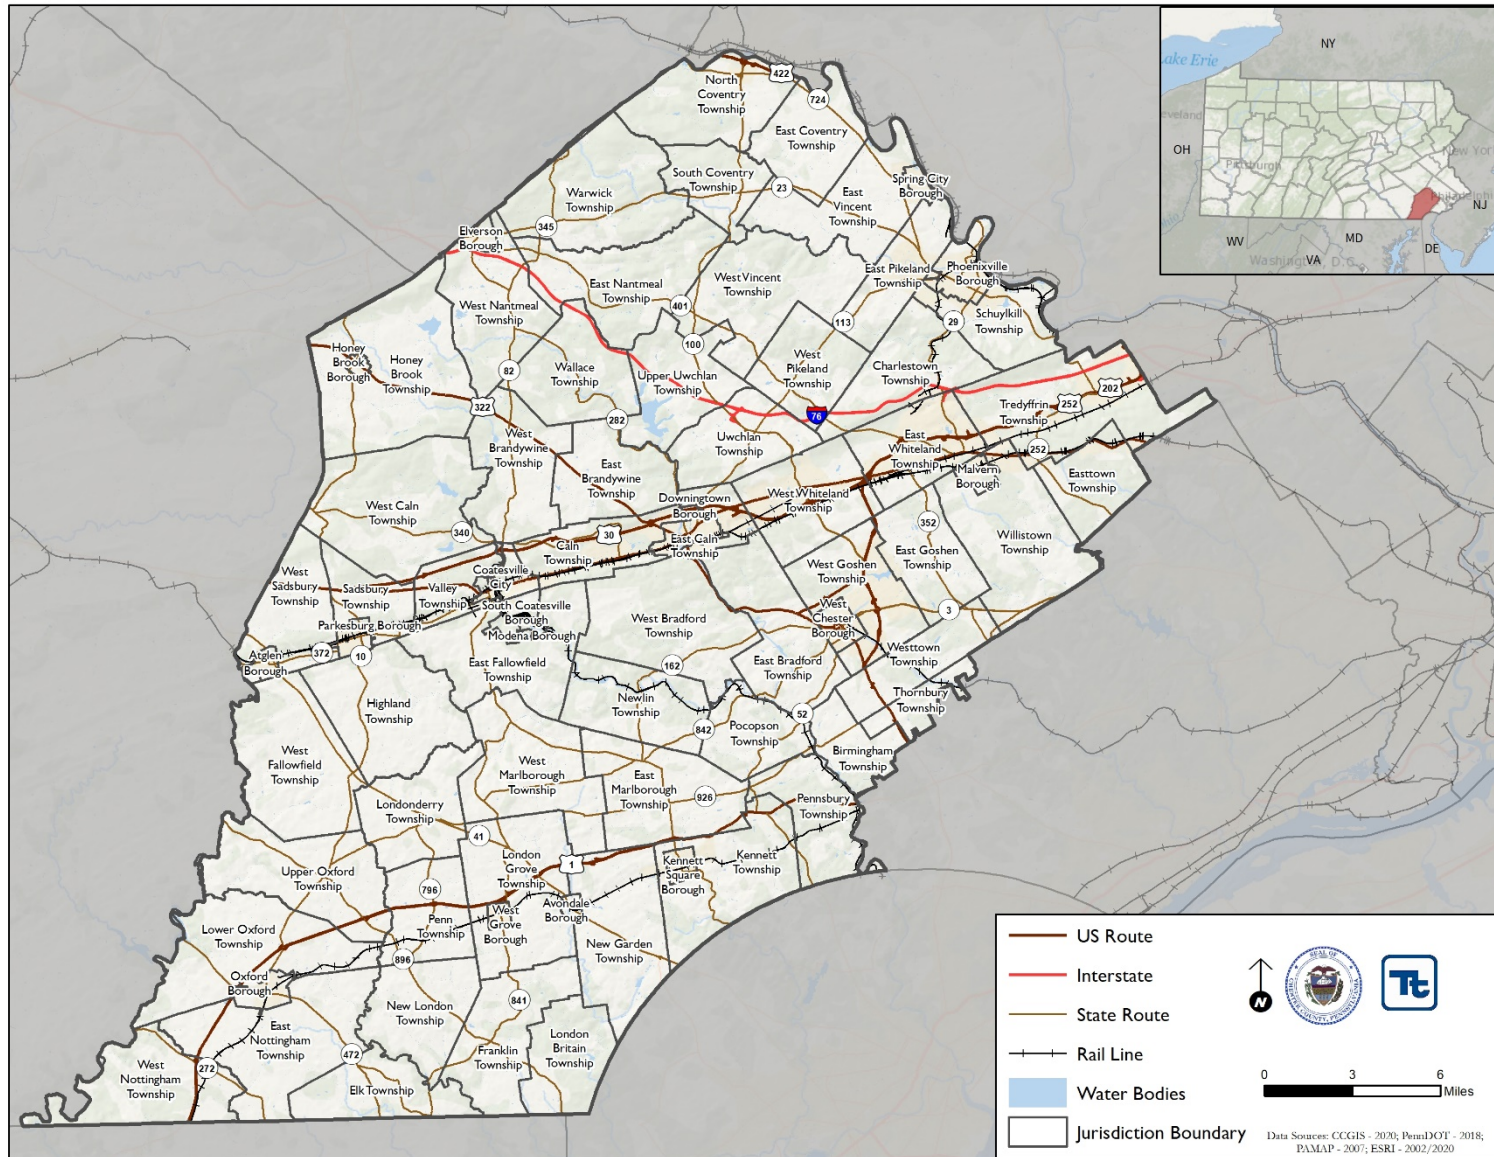 NY
Lake Erie
eveland
OH
Pittsburgh
New York
Philadelphia
NJ
MD
WV
DE
VA
Washington, D.C.
422
North
Coventry
Township
724
East Coventry
Township
South Coventry
Township
23
Spring City
Borough
Warwick
Township
East
Vincent
Township
345
Elverson
Borough
East Pikeland
Township
Phoenixville
Borough
West Vincent
Township
East Nantmeal
Township
401
West Nantmeal
Township
113
29
Schuylkill
Township
100
Honey
Brook
Borough
Honey
Brook
Township
82
Wallace
Township
Upper Uwchlan
Township
West
Pikeland
Township
Charlestown
Township
202
252
Tredyffrin
Township
322
282
76
Uwchlan
Township
East
Whiteland
Township
252
West
Brandywine
Township
East
Brandywine
Township
Malvern
Borough
Easttown
Township
Downingtown
Borough
West Whiteland
Township
West Caln
Township
340
30
352
Caln
Township
East Caln
Township
Willistown
Township
East Goshen
Township
West Goshen
Township
West
Sadsbury
Township
Sadsbury
Township
Valley
Township
Coatesville
City
South Coatesville
Borough
Modena Borough
Parkesburg Borough
West
Chester
Borough
3
West Bradford
Township
Atglen
Borough
372
10
East Fallowfield
Township
162
East Bradford
Township
Westtown
Township
Thornbury
Township
Highland
Township
Newlin
Township
52
842
Pocopson
Township
Birmingham
Township
West
Fallowfield
Township
West
Marlborough
Township
East
Marlborough
Township
926
Pennsbury
Township
Londonderry
Township
41
London
Grove
Township
1
Kennett
Square
Borough
Kennett
Township
Upper Oxford
Township
796
Avondale
Borough
West
Grove
Borough
Penn
Township
Lower Oxford
Township
New Garden
Township
896
Oxford
Borough
841
New London
Township
East
Nottingham
Township
472
Franklin
Township
London
Britain
Township
West
Nottingham
Township
272
Elk Township
US Route
Interstate
State Route
Rail Line
Water Bodies
Jurisdiction Boundary
N
SEAL OF
CHESTER COUNTY, PENNSYLVANIA
Tt
0 3 6
Miles
Data Sources: CCGIS - 2020; PennDOT - 2018;
PAMAP - 2007; ESRI - 2002/2020